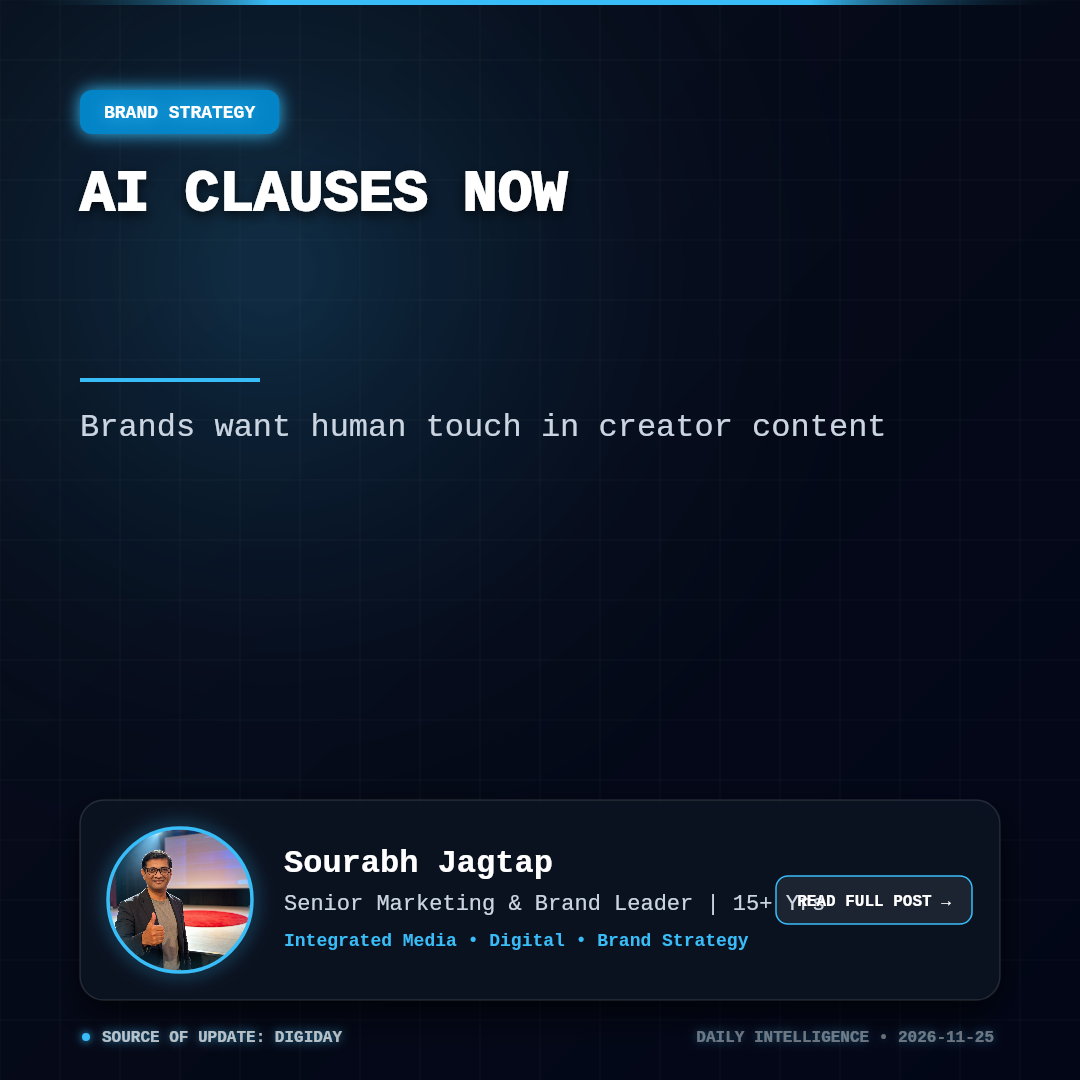 BRAND STRATEGY
AI CLAUSES NOW
Brands want human touch in creator content
Sourabh Jagtap
Senior Marketing & Brand Leader | 15+ Yrs
READ FULL POST →
Integrated Media • Digital • Brand Strategy
SOURCE OF UPDATE: DIGIDAY
DAILY INTELLIGENCE • 2026-11-25